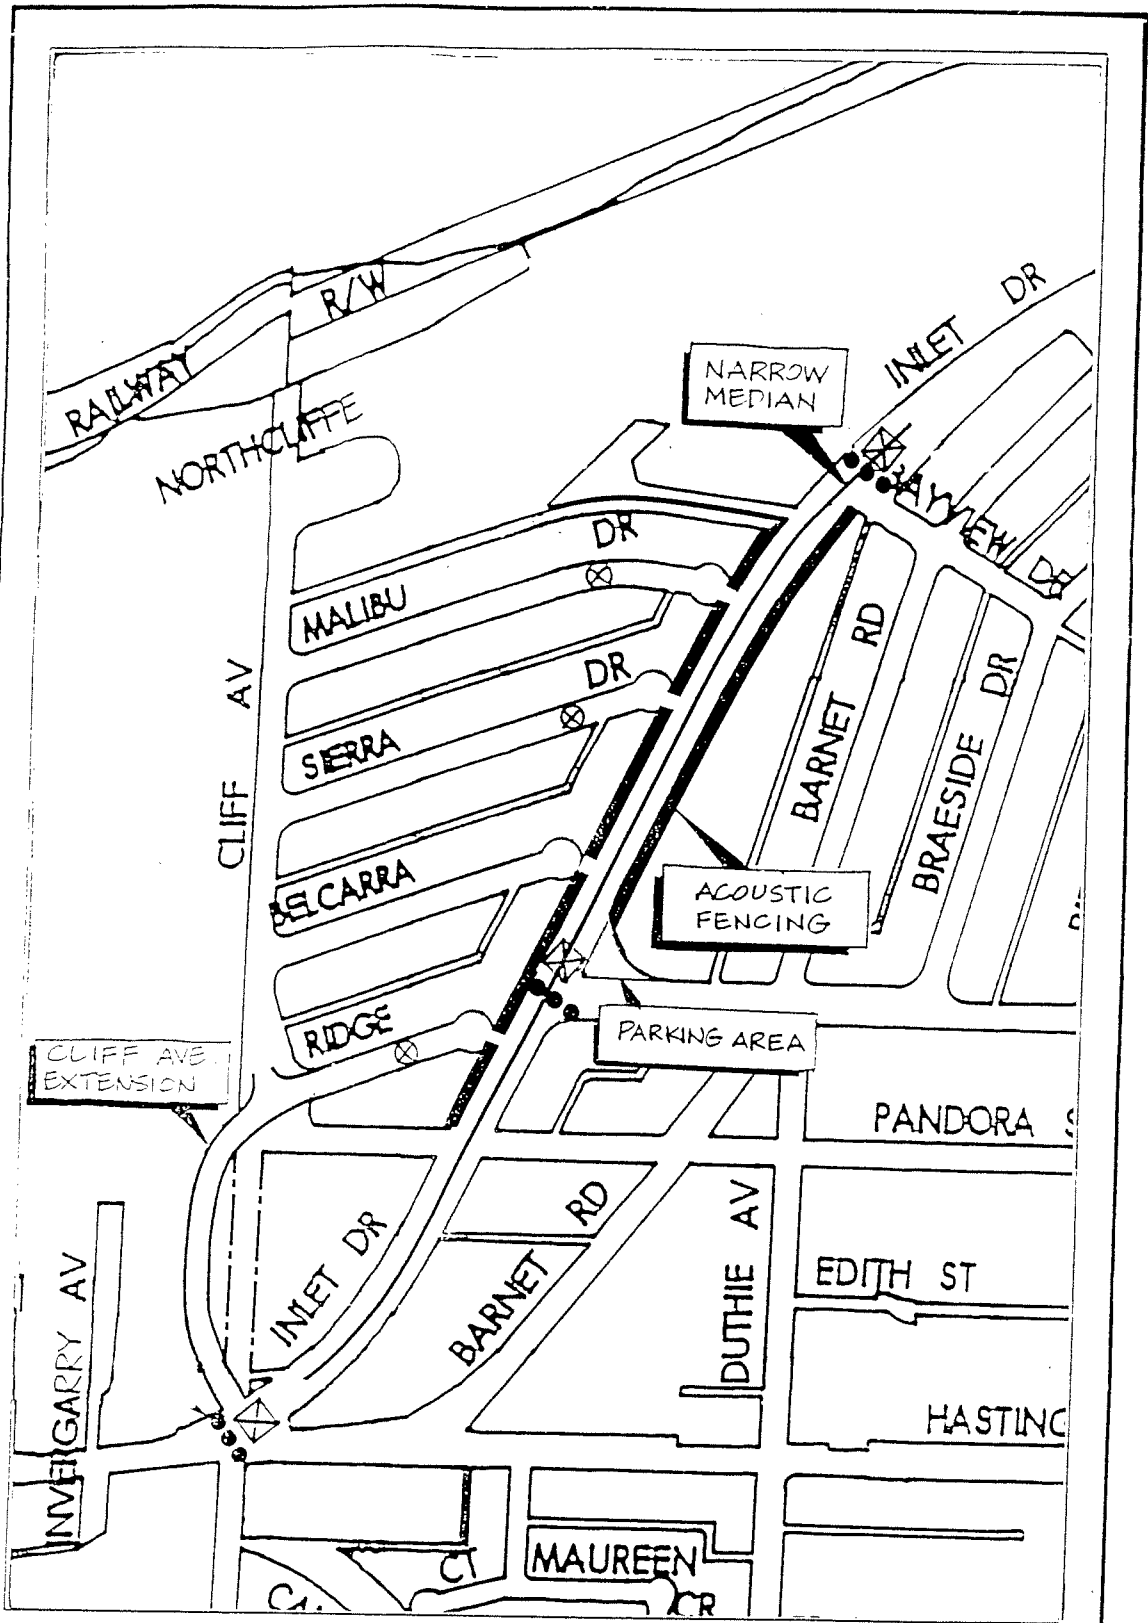 R/W
RAILWAY
NORTHCLIFFE
INLET DR
NARROW
MEDIAN
BAYVIEW DR
MALIBU DR
SIERRA DR
BELCARRA
RIDGE
CLIFF AV
BARNET RD
BRAESIDE DR
ACOUSTIC
FENCING
PARKING AREA
CLIFF AVE.
EXTENSION
PANDORA S
INLET DR
BARNET RD
DUTHIE AV
EDITH ST
INVERGARRY AV
HASTING
CT
MAUREEN
CR